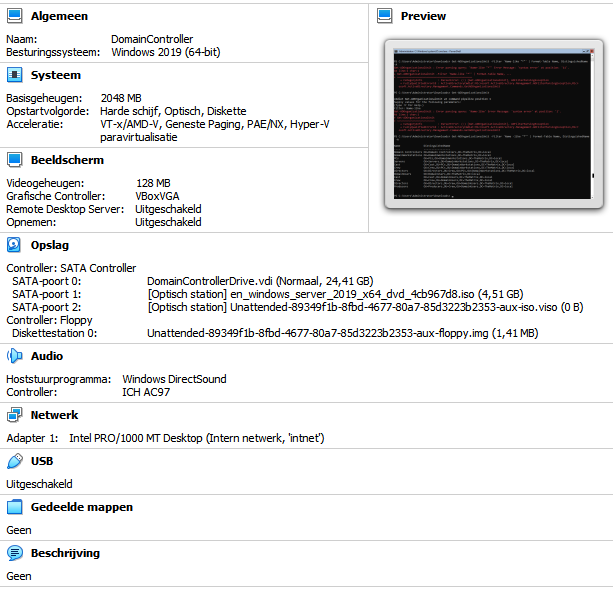 Algemeen
Naam: DomainController
Besturingssysteem: Windows 2019 (64-bit)
Systeem
Basisgeheugen: 2048 MB
Opstartvolgorde: Harde schijf, Optisch, Diskette
Acceleratie: VT-x/AMD-V, Geneste Paging, PAE/NX, Hyper-V
paravirtualisatie
Beeldscherm
Videogeheugen: 128 MB
Grafische Controller: VBoxVGA
Remote Desktop Server: Uitgeschakeld
Opnemen: Uitgeschakeld
Preview
Opslag
Controller: SATA Controller
SATA-poort 0: DomainControllerDrive.vdi (Normaal, 24,41 GB)
SATA-poort 1: [Optisch station] en_windows_server_2019_x64_dvd_4cb967d8.iso (4,51 GB)
SATA-poort 2: [Optisch station] Unattended-89349f1b-8fbd-4677-80a7-85d3223b2353-aux-iso.viso (0 B)
Controller: Floppy
Diskettestation 0: Unattended-89349f1b-8fbd-4677-80a7-85d3223b2353-aux-floppy.img (1,41 MB)
Audio
Hoststuurprogramma: Windows DirectSound
Controller: ICH AC97
Netwerk
Adapter 1: Intel PRO/1000 MT Desktop (Intern netwerk, 'intnet')
USB
Uitgeschakeld
Gedeelde mappen
Geen
Beschrijving
Geen